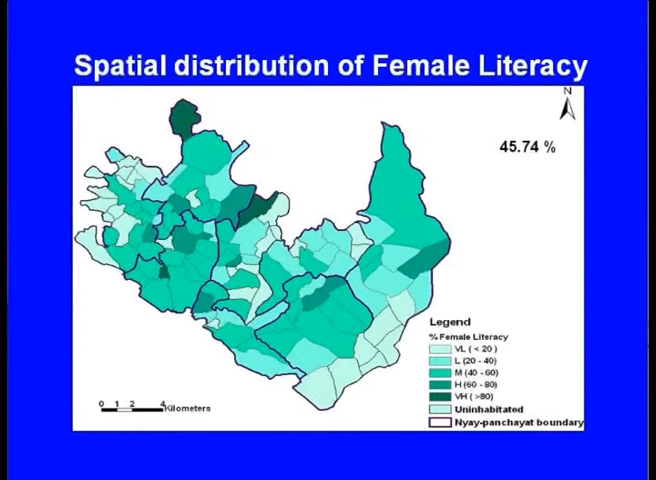 Spatial distribution of Female Literacy
N
45.74 %
Legend
% Female Literacy
VL ( < 20 )
L (20 - 40)
M (40 - 60)
H (60 - 80)
VH ( >80)
Uninhabited
Nyay-panchayat boundary
0 1 2 4
Kilometers